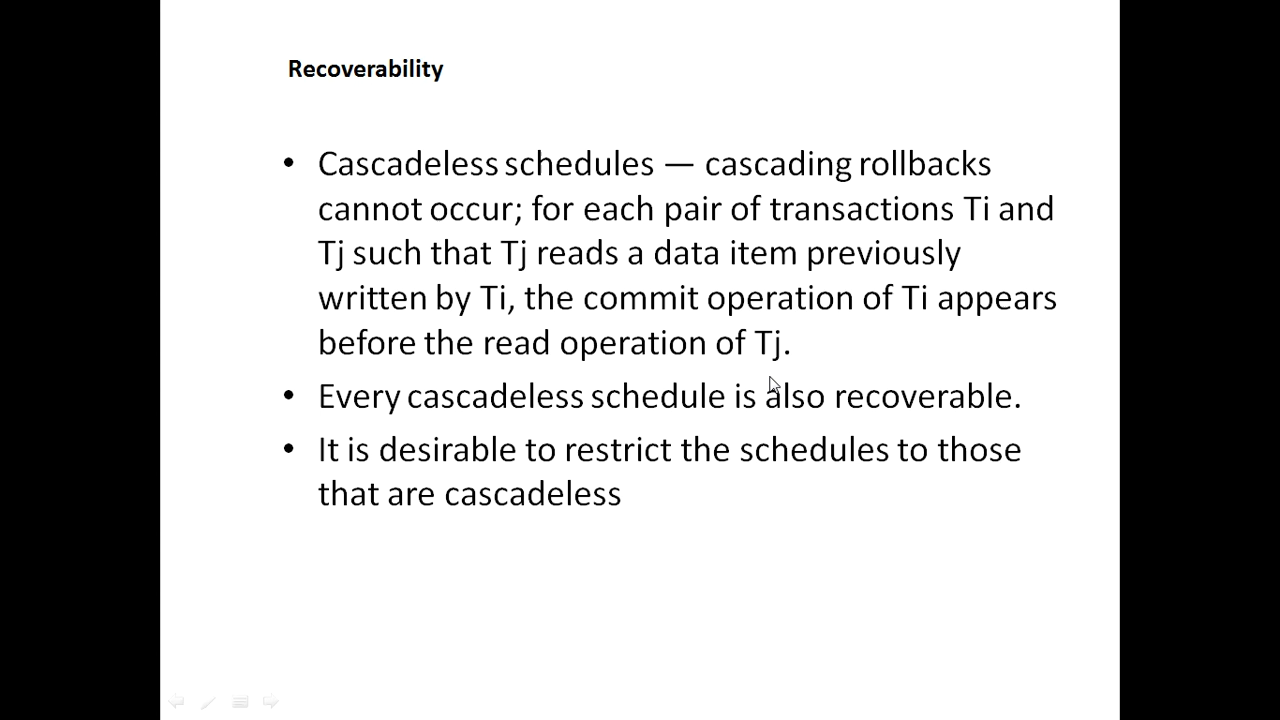 Recoverability
• Cascadeless schedules — cascading rollbacks
cannot occur; for each pair of transactions Ti and
Tj such that Tj reads a data item previously
written by Ti, the commit operation of Ti appears
before the read operation of Tj.
• Every cascadeless schedule is also recoverable.
• It is desirable to restrict the schedules to those
that are cascadeless